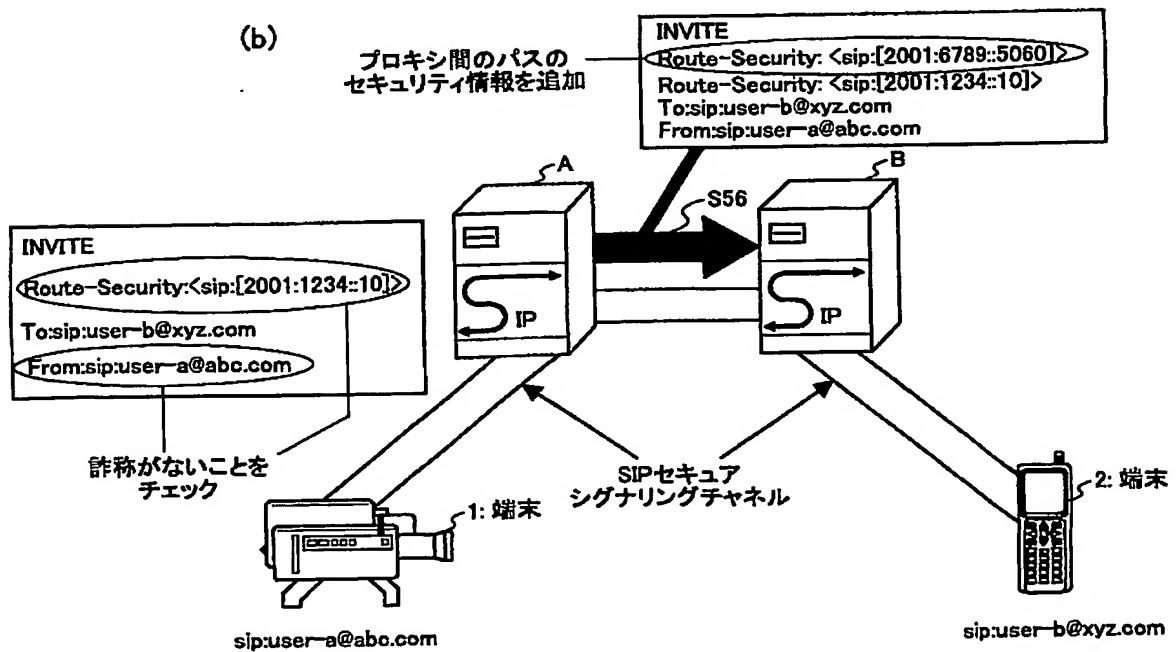 (b)
プロキシ間のパスの
セキュリティ情報を追加
INVITE
Route-Security: <sip:[2001:6789::5060]>
Route-Security: <sip:[2001:1234::10]>
To:sip:user-b@xyz.com
From:sip:user-a@abc.com
A
B
S56
INVITE
Route-Security:<sip:[2001:1234::10]>
To:sip:user-b@xyz.com
From:sip:user-a@abc.com
IP
IP
詐称がないことを
チェック
SIPセキュア
シグナリングチャネル
1: 端末
2: 端末
sip:user-a@abc.com
sip:user-b@xyz.com